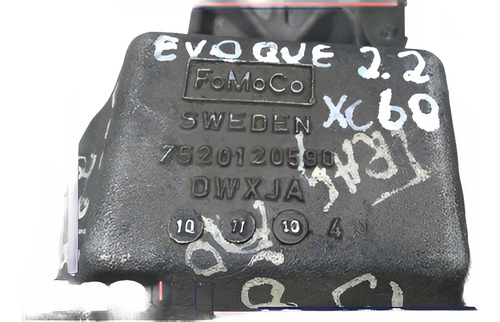 EVOQUE 2.2
FoMoCo
SWEDEN XC60
7520120590
DWXJA
10 11 10 4